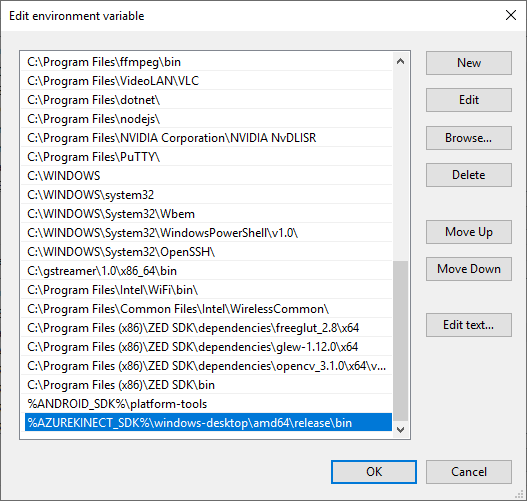 Edit environment variable
C:\Program Files\ffmpeg\bin
C:\Program Files\VideoLAN\VLC
C:\Program Files\dotnet\
C:\Program Files\nodejs\
C:\Program Files\NVIDIA Corporation\NVIDIA NvDLISR
C:\Program Files\PuTTY\
C:\WINDOWS
C:\WINDOWS\system32
C:\WINDOWS\System32\Wbem
C:\WINDOWS\System32\WindowsPowerShell\v1.0\
C:\WINDOWS\System32\OpenSSH\
C:\gstreamer\1.0\x86_64\bin
C:\Program Files\Intel\WiFi\bin\
C:\Program Files\Common Files\Intel\WirelessCommon\
C:\Program Files (x86)\ZED SDK\dependencies\freeglut_2.8\x64
C:\Program Files (x86)\ZED SDK\dependencies\glew-1.12.0\x64
C:\Program Files (x86)\ZED SDK\dependencies\opencv_3.1.0\x64\v...
C:\Program Files (x86)\ZED SDK\bin
%ANDROID_SDK%\platform-tools
%AZUREKINECT_SDK%\windows-desktop\amd64\release\bin
New
Edit
Browse...
Delete
Move Up
Move Down
Edit text...
OK
Cancel